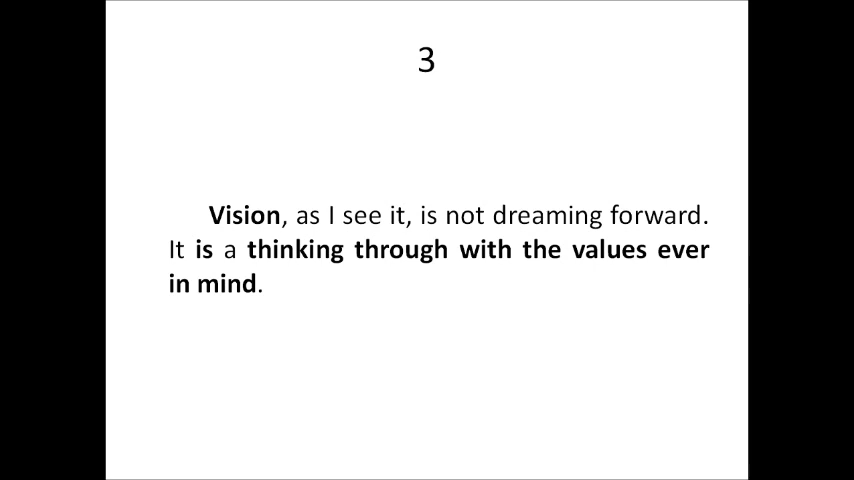 3
Vision, as I see it, is not dreaming forward.
It is a thinking through with the values ever
in mind.